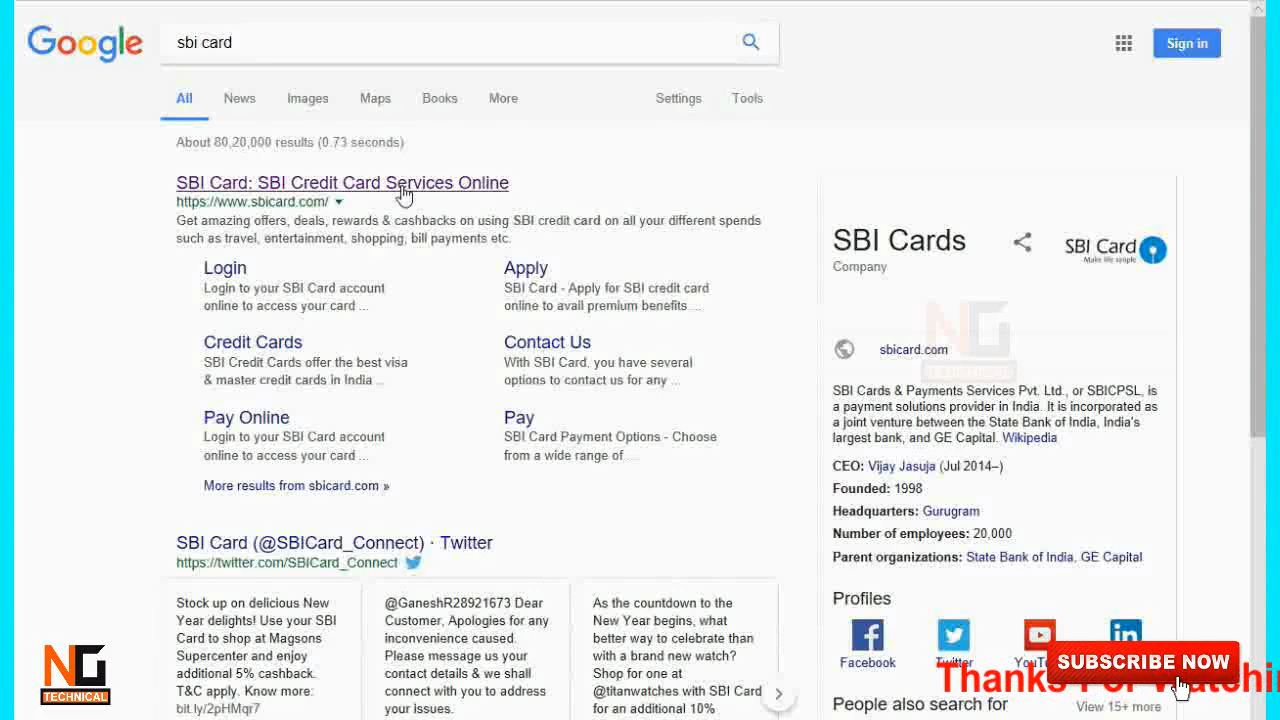 Google
sbi card
Sign in
All News Images Maps Books More Settings Tools
About 80,20,000 results (0.73 seconds)
SBI Card: SBI Credit Card Services Online
https://www.sbicard.com/
Get amazing offers, deals, rewards & cashbacks on using SBI credit card on all your different spends
such as travel, entertainment, shopping, bill payments etc.
Login
Login to your SBI Card account
online to access your card ...
Apply
SBI Card - Apply for SBI credit card
online to avail premium benefits ...
Credit Cards
SBI Credit Cards offer the best visa
& master credit cards in India ...
Contact Us
With SBI Card, you have several
options to contact us for any ...
Pay Online
Login to your SBI Card account
online to access your card ...
Pay
SBI Card Payment Options - Choose
from a wide range of ...
More results from sbicard.com »
SBI Card (@SBICard_Connect) · Twitter
https://twitter.com/SBICard_Connect
Stock up on delicious New
Year delights! Use your SBI
Card to shop at Magsons
Supercenter and enjoy
additional 5% cashback.
T&C apply. Know more:
bit.ly/2pHMqr7
@GaneshR28921673 Dear
Customer, Apologies for any
inconvenience caused.
Please message us your
contact details & we shall
connect with you to address
your issues.
As the countdown to the
New Year begins, what
better way to celebrate than
with a brand new watch?
Shop for one at
@titanwatches with SBI Card
for an additional 10%
SBI Cards
Company
SBI Card
Make life simple
NG
TECHNICAL
sbicard.com
SBI Cards & Payments Services Pvt. Ltd., or SBICPSL, is
a payment solutions provider in India. It is incorporated as
a joint venture between the State Bank of India, India's
largest bank, and GE Capital. Wikipedia
CEO: Vijay Jasuja (Jul 2014–)
Founded: 1998
Headquarters: Gurugram
Number of employees: 20,000
Parent organizations: State Bank of India, GE Capital
Profiles
Facebook Twitter
People also search for View 15+ more
SUBSCRIBE NOW
Thanks For
NG
TECHNICAL